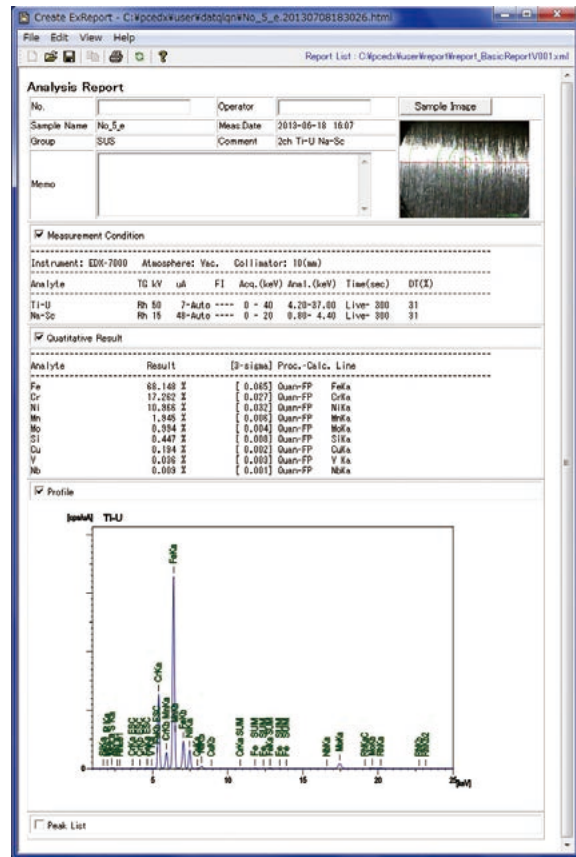 Create ExReport - C:¥pcedx¥user¥datqlqn¥No_5_e.20130708183026.html
File Edit View Help
Report List : C:¥pcedx¥user¥report¥report_BasicReportV001.xml
Analysis Report
No. Operator Sample Image
Sample Name No_5_e Meas.Date 2013-06-18 16:07
Group SUS Comment 2ch Ti-U Na-Sc
Memo
Measurement Condition
Instrument: EDX-7000 Atmosphere: Vac. Collimator: 10(mm)
Analyte TG kV uA FI Acq.(keV) Anal.(keV) Time(sec) DT(%)
Ti-U Rh 50 7-Auto ---- 0 - 40 4.20-37.00 Live- 300 31
Na-Sc Rh 15 48-Auto ---- 0 - 20 0.80- 4.40 Live- 300 31
Quatitative Result
Analyte Result [3-sigma] Proc.-Calc. Line
Fe 68.148 % [ 0.065] Quan-FP FeKa
Cr 17.262 % [ 0.027] Quan-FP CrKa
Ni 10.966 % [ 0.032] Quan-FP NiKa
Mn 1.945 % [ 0.006] Quan-FP MnKa
Mo 0.994 % [ 0.004] Quan-FP MoKa
Si 0.447 % [ 0.008] Quan-FP SiKa
Cu 0.194 % [ 0.002] Quan-FP CuKa
V 0.036 % [ 0.003] Quan-FP V Ka
Nb 0.009 % [ 0.001] Quan-FP NbKa
Profile
[cps/uA] Ti-U
FeKa
CrKa
CrKa SUM
NbKa
MoKa
0
5 10 15 20 25 [keV]
Peak List